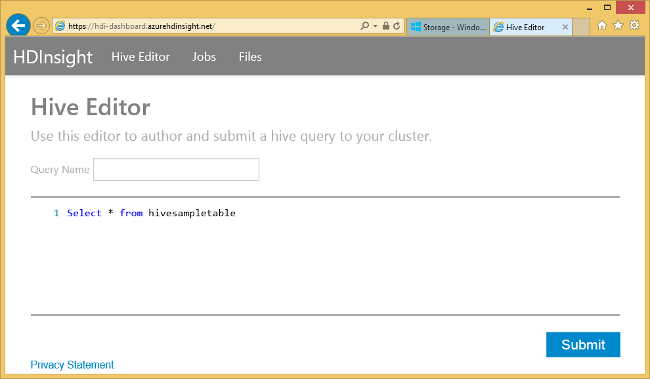 https://hdi-dashboard.azurehdinsight.net/
Storage - Windo...
Hive Editor
HDInsight Hive Editor Jobs Files
Hive Editor
Use this editor to author and submit a hive query to your cluster.
Query Name
1 Select * from hivesampletable
Submit
Privacy Statement